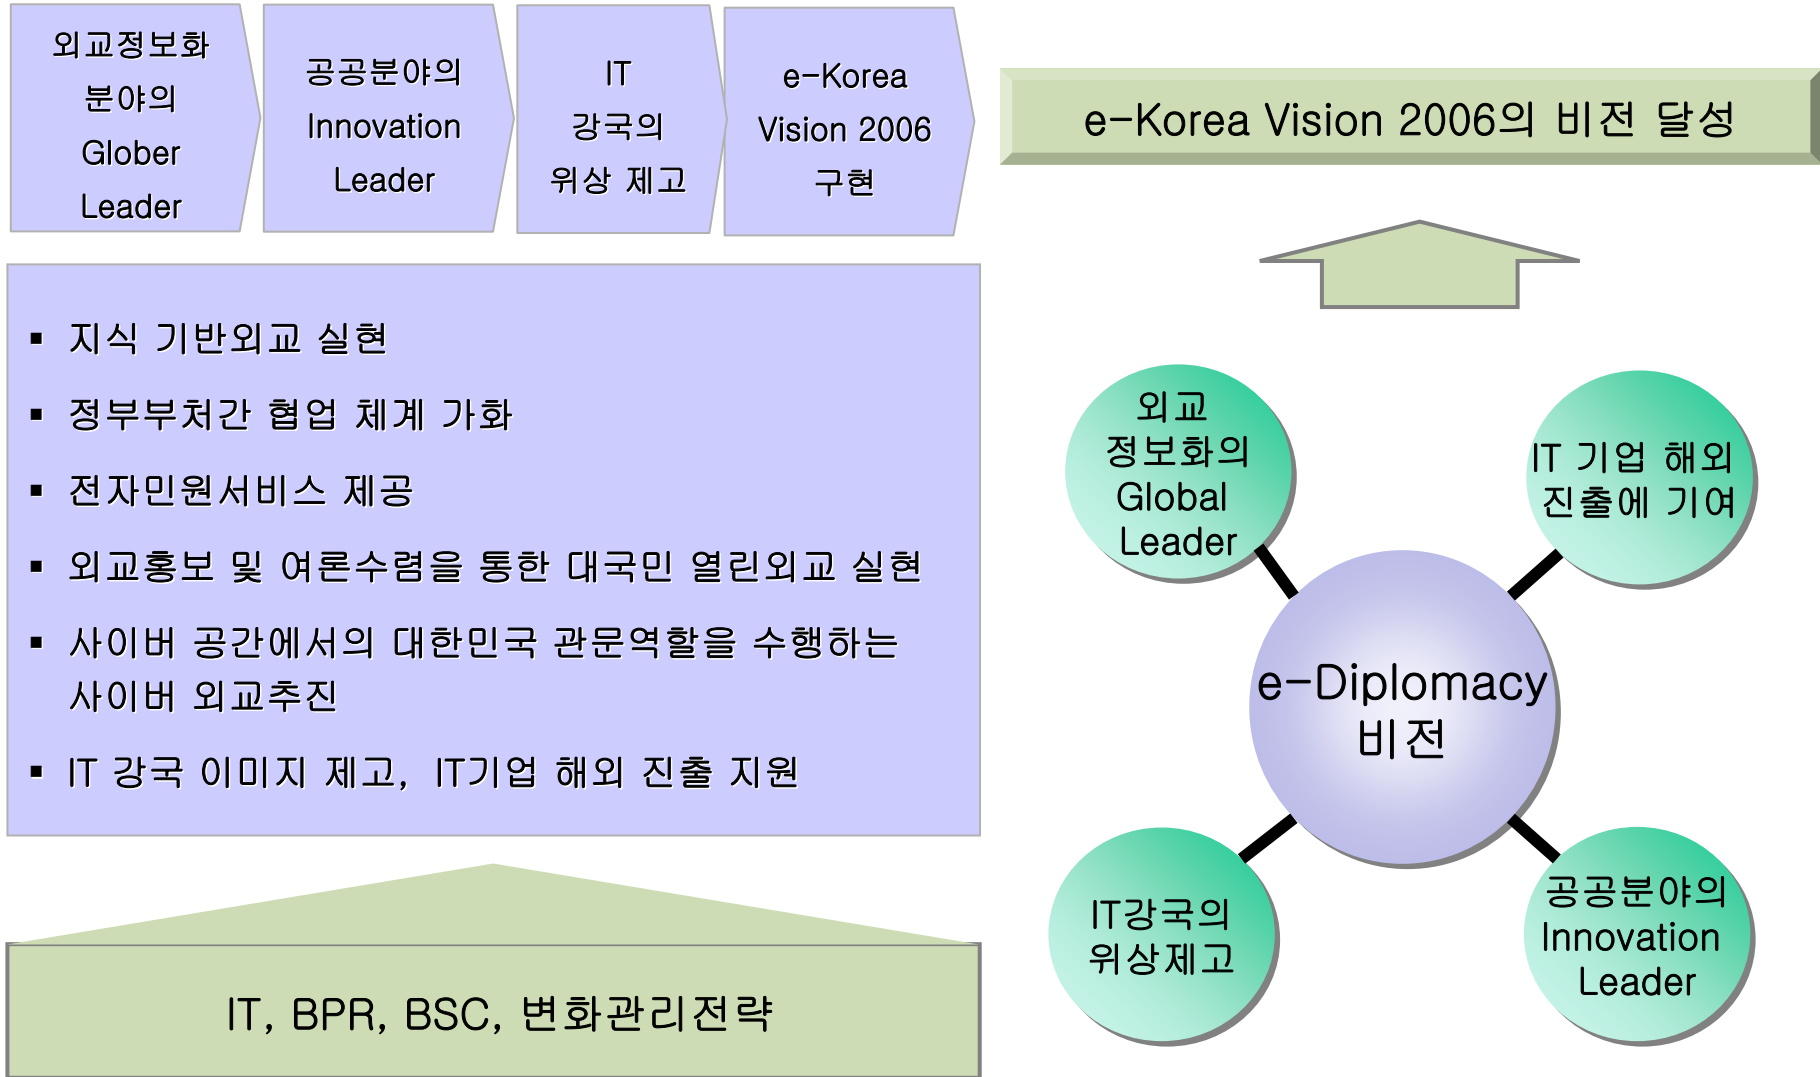 외교정보화
분야의
Glober
Leader
공공분야의
Innovation
Leader
IT
강국의
위상 제고
e-Korea
Vision 2006
구현
▪ 지식 기반외교 실현
▪ 정부부처간 협업 체계 가화
▪ 전자민원서비스 제공
▪ 외교홍보 및 여론수렴을 통한 대국민 열린외교 실현
▪ 사이버 공간에서의 대한민국 관문역할을 수행하는
사이버 외교추진
▪ IT 강국 이미지 제고, IT기업 해외 진출 지원
IT, BPR, BSC, 변화관리전략
e-Korea Vision 2006의 비전 달성
외교
정보화의
Global
Leader
IT 기업 해외
진출에 기여
e-Diplomacy
비전
IT강국의
위상제고
공공분야의
Innovation
Leader